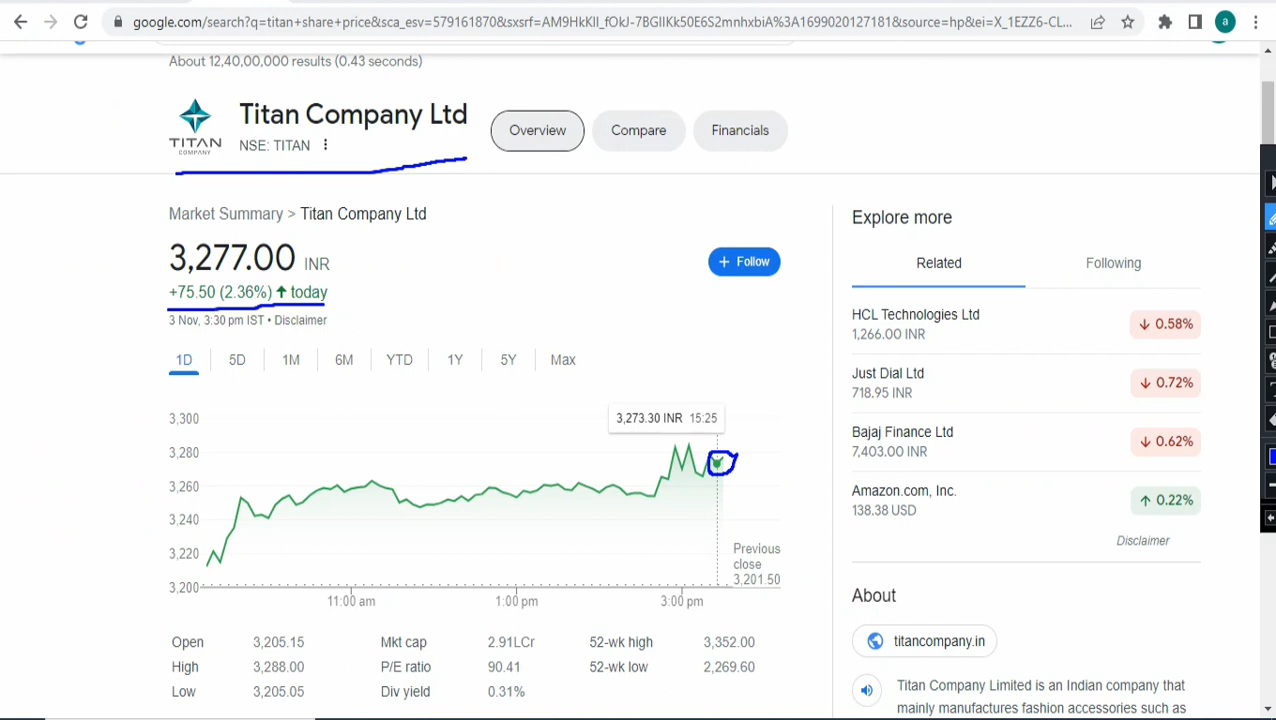 google.com/search?q=titan+share+price&sca_esv=579161870&sxsrf=AM9HkKIl_fOkJ-7BGlIKk50E6S2mnhxbiA%3A1699020127181&source=hp&ei=X_1EZZ6-CL...
a
About 12,40,00,000 results (0.43 seconds)
TITAN
COMPANY
Titan Company Ltd
NSE: TITAN
Overview
Compare
Financials
Market Summary > Titan Company Ltd
3,277.00 INR
+ Follow
+75.50 (2.36%) ↑ today
3 Nov, 3:30 pm IST • Disclaimer
1D 5D 1M 6M YTD 1Y 5Y Max
3,273.30 INR 15:25
3,300
3,280
3,260
3,240
3,220
3,200
Previous
close
3,201.50
11:00 am 1:00 pm 3:00 pm
Open 3,205.15 Mkt cap 2.91LCr 52-wk high 3,352.00
High 3,288.00 P/E ratio 90.41 52-wk low 2,269.60
Low 3,205.05 Div yield 0.31%
Explore more
Related Following
HCL Technologies Ltd
1,266.00 INR
↓ 0.58%
Just Dial Ltd
718.95 INR
↓ 0.72%
Bajaj Finance Ltd
7,403.00 INR
↓ 0.62%
Amazon.com, Inc.
138.38 USD
↑ 0.22%
Disclaimer
About
titancompany.in
Titan Company Limited is an Indian company that
mainly manufactures fashion accessories such as